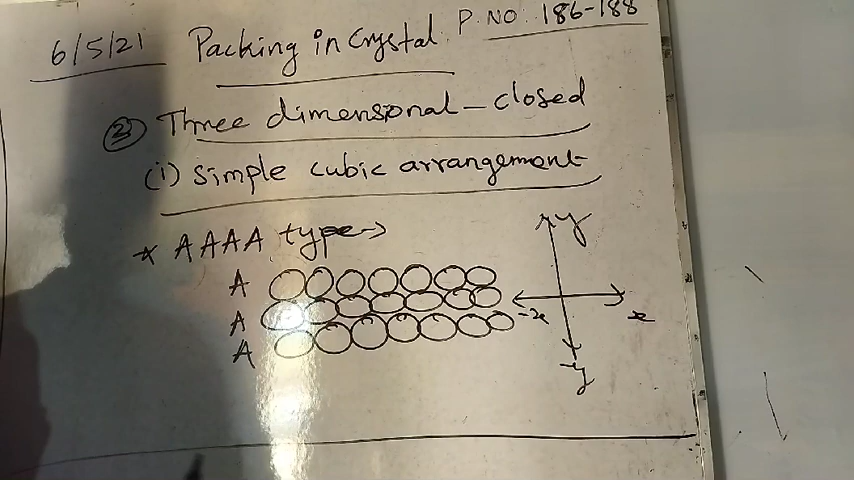 6/5/21 Packing in Crystal P.NO: 186-188
(2) Three dimensional - closed
(i) Simple cubic arrangement
* AAAA type →
A
A
A
y
-x x
-y